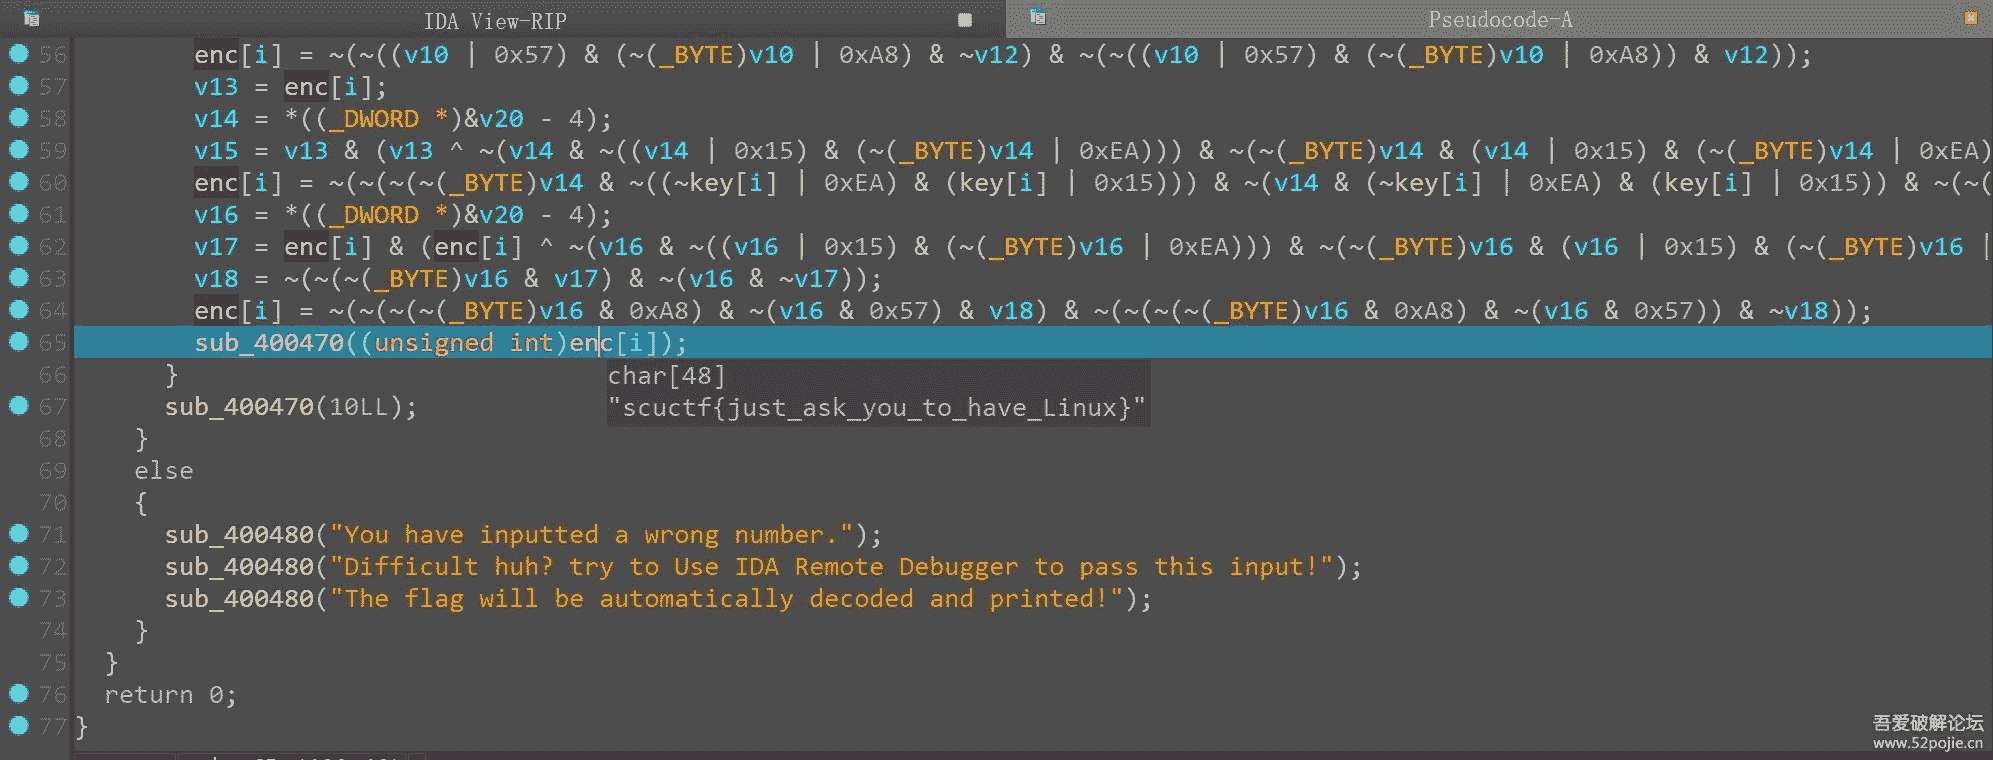 IDA View-RIP
Pseudocode-A
56 enc[i] = ~(~((v10 | 0x57) & (~(_BYTE)v10 | 0xA8) & ~v12) & ~(~((v10 | 0x57) & (~(_BYTE)v10 | 0xA8)) & v12));
57 v13 = enc[i];
58 v14 = *((_DWORD *)&v20 - 4);
59 v15 = v13 & (v13 ^ ~(v14 & ~((v14 | 0x15) & (~(_BYTE)v14 | 0xEA))) & ~(~(_BYTE)v14 & (v14 | 0x15) & (~(_BYTE)v14 | 0xEA)
60 enc[i] = ~(~(~(~(_BYTE)v14 & ~((~key[i] | 0xEA) & (key[i] | 0x15))) & ~(v14 & (~key[i] | 0xEA) & (key[i] | 0x15)) & ~(~(
61 v16 = *((_DWORD *)&v20 - 4);
62 v17 = enc[i] & (enc[i] ^ ~(v16 & ~((v16 | 0x15) & (~(_BYTE)v16 | 0xEA))) & ~(~(_BYTE)v16 & (v16 | 0x15) & (~(_BYTE)v16 |
63 v18 = ~(~(~(_BYTE)v16 & v17) & ~(v16 & ~v17));
64 enc[i] = ~(~(~(~(_BYTE)v16 & 0xA8) & ~(v16 & 0x57) & v18) & ~(~(~(~(_BYTE)v16 & 0xA8) & ~(v16 & 0x57)) & ~v18));
65 sub_400470((unsigned int)enc[i]);
66 }
char[48]
67 sub_400470(10LL);
"scuctf{just_ask_you_to_have_Linux}"
68 }
69 else
70 {
71 sub_400480("You have inputted a wrong number.");
72 sub_400480("Difficult huh? try to Use IDA Remote Debugger to pass this input!");
73 sub_400480("The flag will be automatically decoded and printed!");
74 }
75 }
76 return 0;
77 }
吾爱破解论坛
www.52pojie.cn